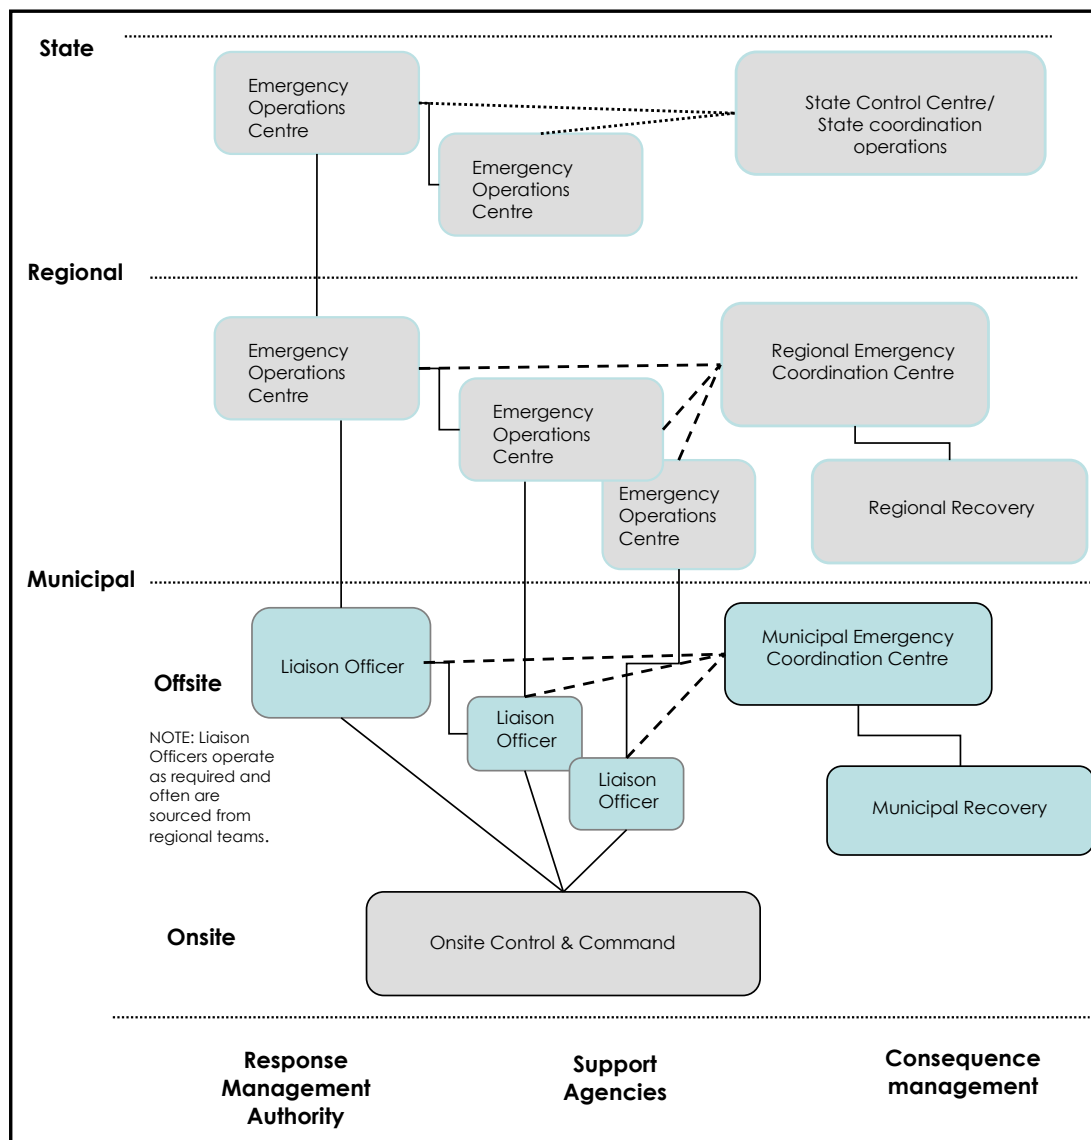 State
Emergency
Operations
Centre
State Control Centre/
State coordination
operations
Emergency
Operations
Centre
Regional
Emergency
Operations
Centre
Regional Emergency
Coordination Centre
Emergency
Operations
Centre
Emergency
Operations
Centre
Regional Recovery
Municipal
Liaison Officer
Municipal Emergency
Coordination Centre
Offsite
NOTE: Liaison
Officers operate
as required and
often are
sourced from
regional teams.
Liaison
Officer
Liaison
Officer
Municipal Recovery
Onsite
Onsite Control & Command
Response
Management
Authority
Support
Agencies
Consequence
management